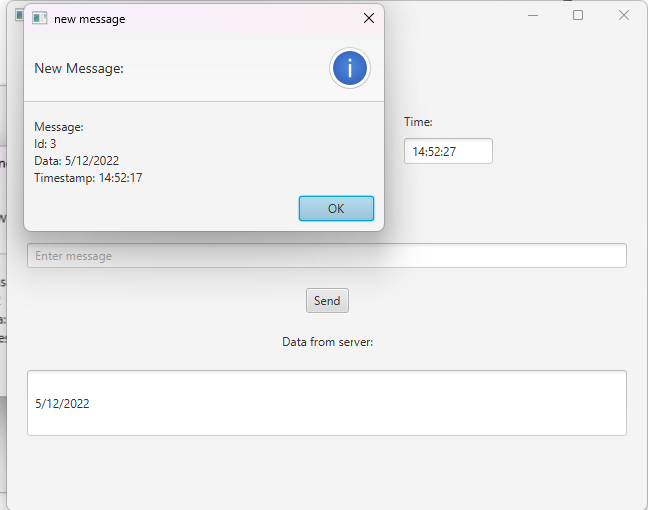 new message
New Message:
Message:
Id: 3
Data: 5/12/2022
Timestamp: 14:52:17
OK
Time:
14:52:27
Enter message
Send
Data from server:
5/12/2022